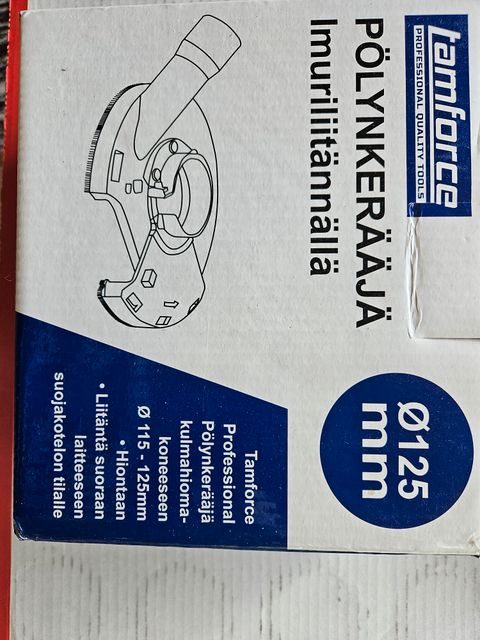 tamforce
PROFESSIONAL QUALITY TOOLS
PÖLYNKERÄÄJÄ
Imuriliitännällä
Ø125
mm
Tamforce
Professional
Pölynkerääjä
kulmahioma-
koneeseen
Ø 115 - 125mm
• Hiontaan
• Liitäntä suoraan
laitteeseen
suojakotelon tilalle